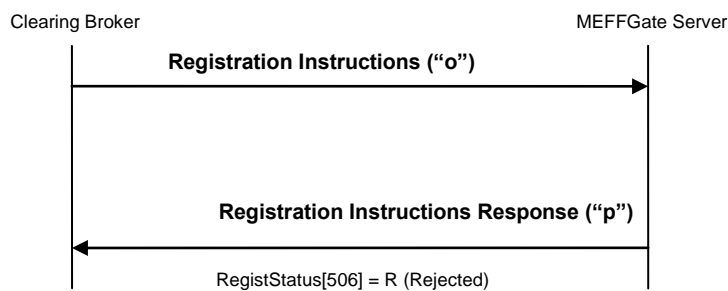 Clearing Broker
MEFFGate Server
Registration Instructions (“o”)
Registration Instructions Response (“p”)
RegistStatus[506] = R (Rejected)